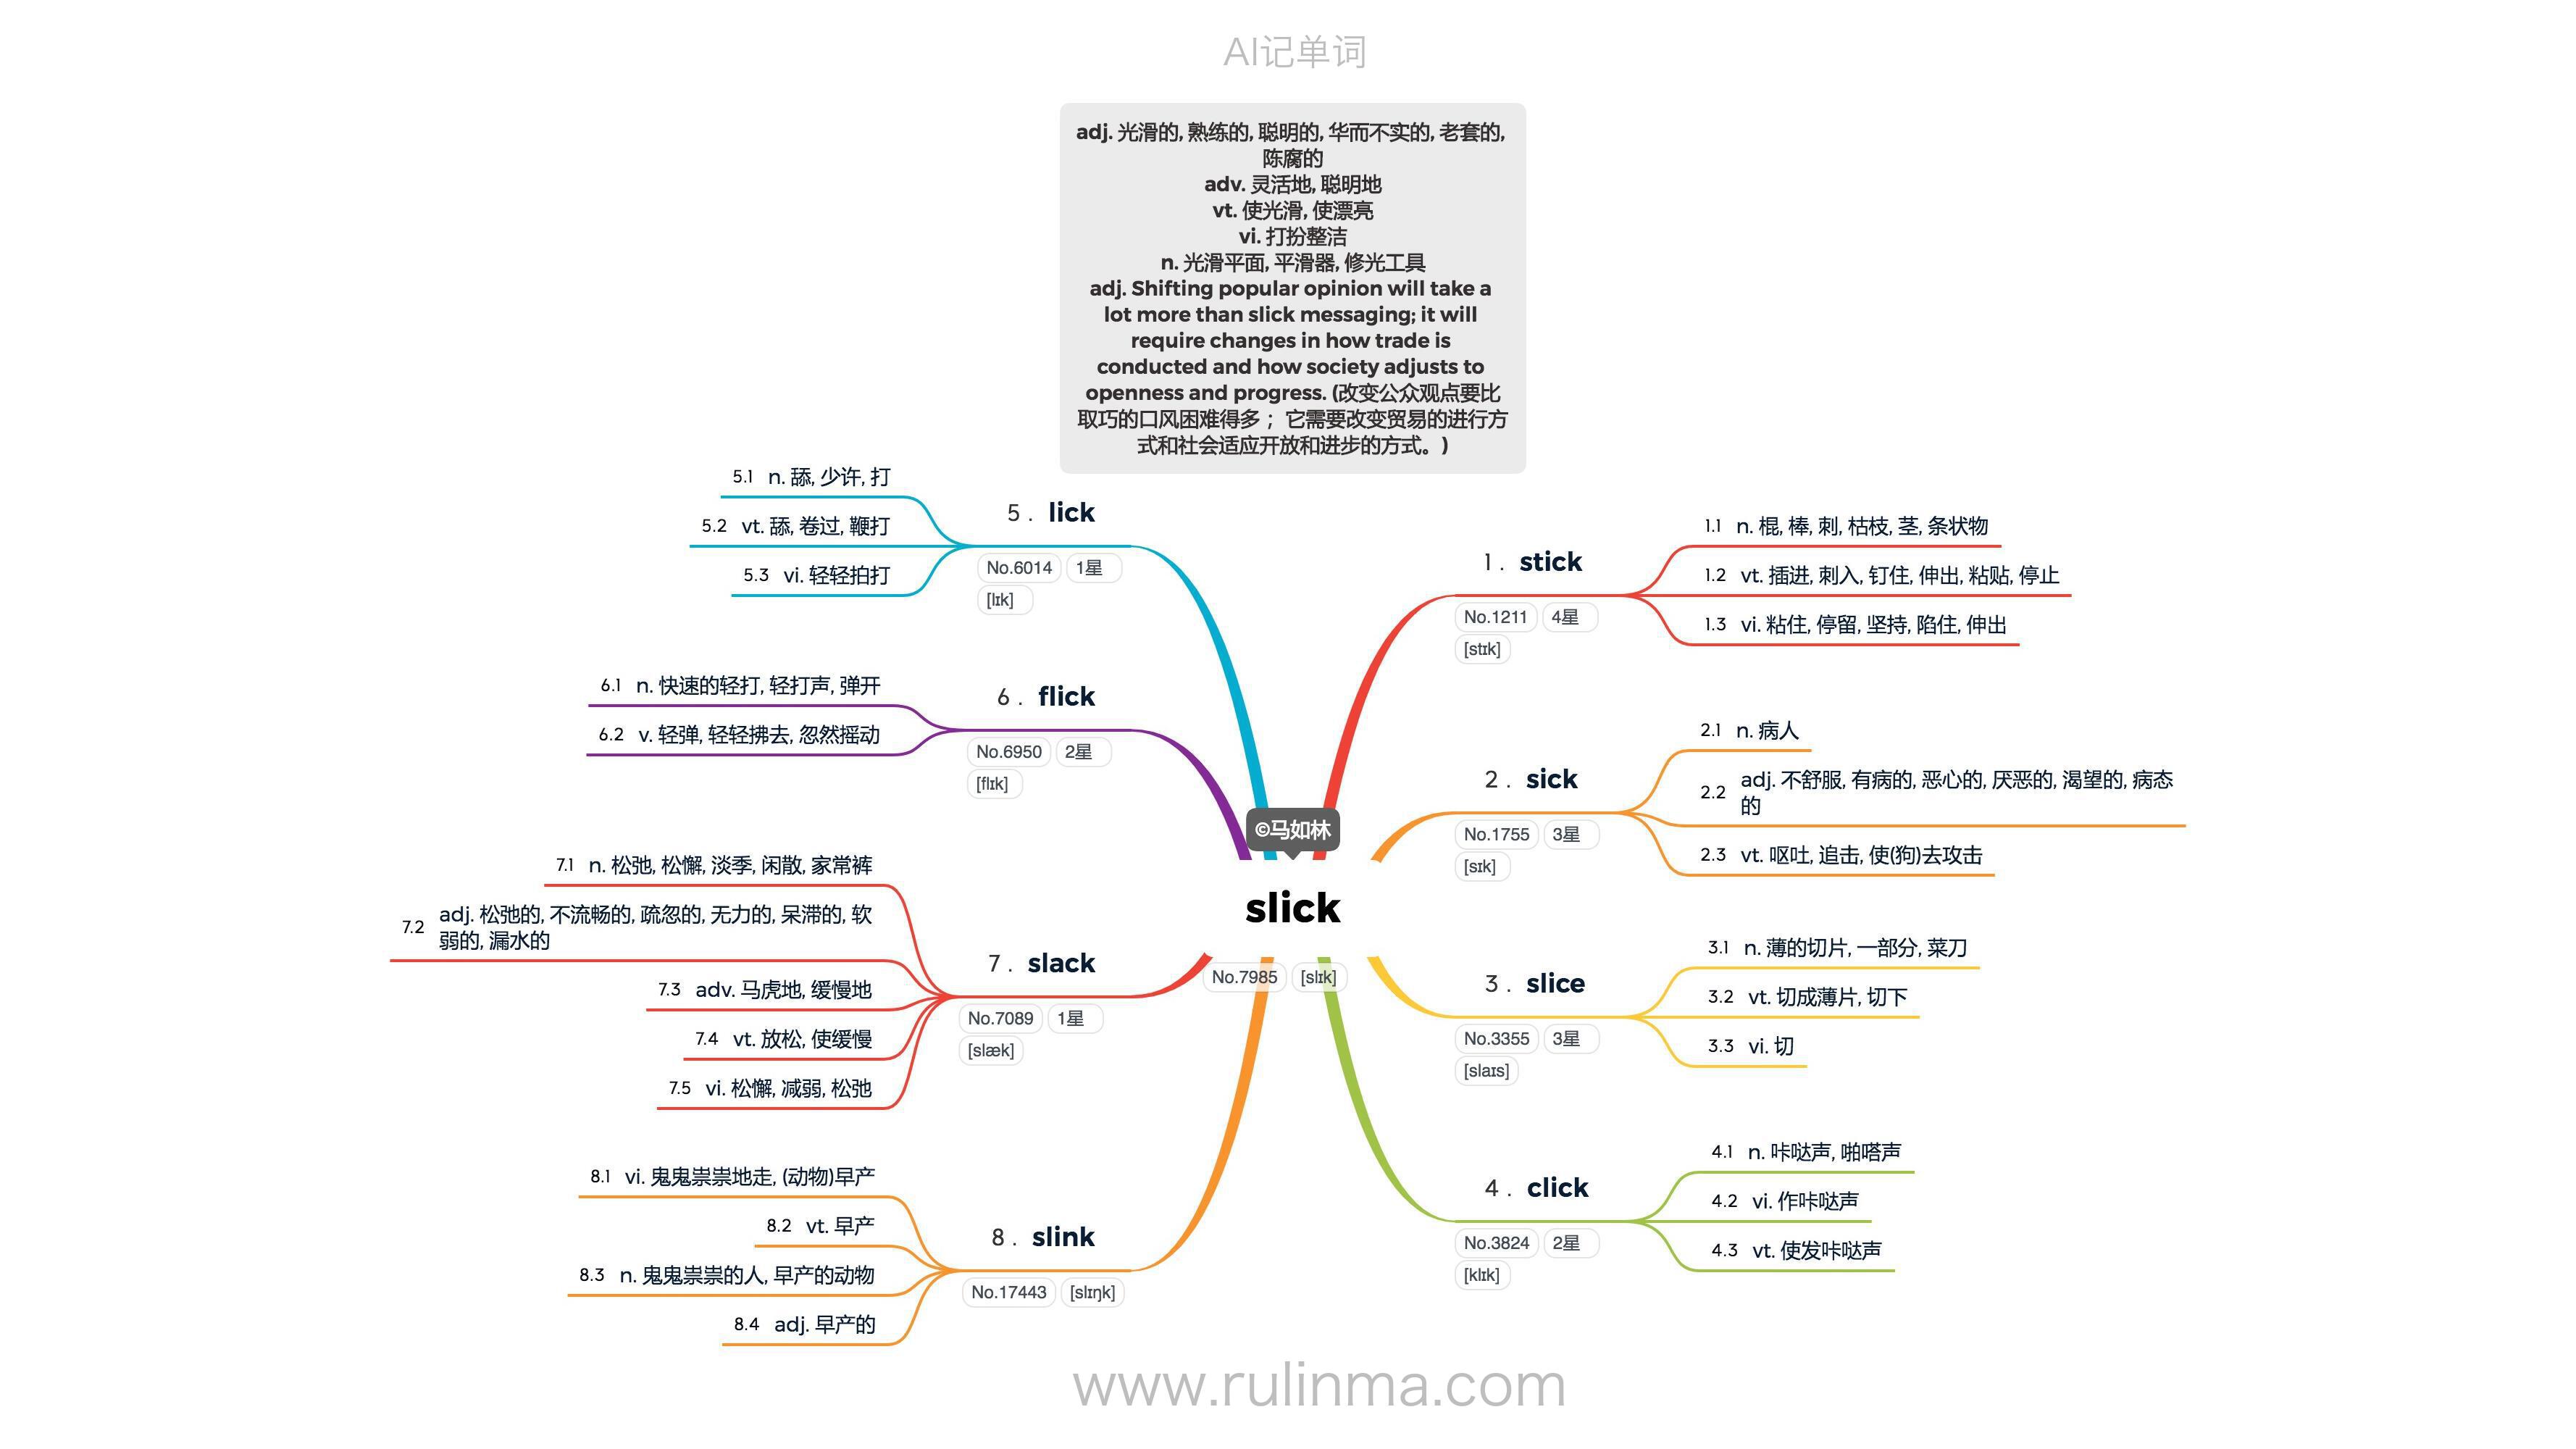 AI记单词
adj. 光滑的, 熟练的, 聪明的, 华而不实的, 老套的,
陈腐的
adv. 灵活地, 聪明地
vt. 使光滑, 使漂亮
vi. 打扮整洁
n. 光滑平面, 平滑器, 修光工具
adj. Shifting popular opinion will take a
lot more than slick messaging; it will
require changes in how trade is
conducted and how society adjusts to
openness and progress. (改变公众观点要比
取巧的口风困难得多； 它需要改变贸易的进行方
式和社会适应开放和进步的方式。)
©马如林
slick
No.7985 [slɪk]
1. stick
No.1211 4星
[stɪk]
1.1 n. 棍, 棒, 刺, 枯枝, 茎, 条状物
1.2 vt. 插进, 刺入, 钉住, 伸出, 粘贴, 停止
1.3 vi. 粘住, 停留, 坚持, 陷住, 伸出
2. sick
No.1755 3星
[sɪk]
2.1 n. 病人
2.2 adj. 不舒服, 有病的, 恶心的, 厌恶的, 渴望的, 病态
的
2.3 vt. 呕吐, 追击, 使(狗)去攻击
3. slice
No.3355 3星
[slaɪs]
3.1 n. 薄的切片, 一部分, 菜刀
3.2 vt. 切成薄片, 切下
3.3 vi. 切
4. click
No.3824 2星
[klɪk]
4.1 n. 咔哒声, 啪嗒声
4.2 vi. 作咔哒声
4.3 vt. 使发咔哒声
5. lick
No.6014 1星
[lɪk]
5.1 n. 舔, 少许, 打
5.2 vt. 舔, 卷过, 鞭打
5.3 vi. 轻轻拍打
6. flick
No.6950 2星
[flɪk]
6.1 n. 快速的轻打, 轻打声, 弹开
6.2 v. 轻弹, 轻轻拂去, 忽然摇动
7. slack
No.7089 1星
[slæk]
7.1 n. 松弛, 松懈, 淡季, 闲散, 家常裤
7.2 adj. 松弛的, 不流畅的, 疏忽的, 无力的, 呆滞的, 软
弱的, 漏水的
7.3 adv. 马虎地, 缓慢地
7.4 vt. 放松, 使缓慢
7.5 vi. 松懈, 减弱, 松弛
8. slink
No.17443 [slɪŋk]
8.1 vi. 鬼鬼祟祟地走, (动物)早产
8.2 vt. 早产
8.3 n. 鬼鬼祟祟的人, 早产的动物
8.4 adj. 早产的
www.rulinma.com